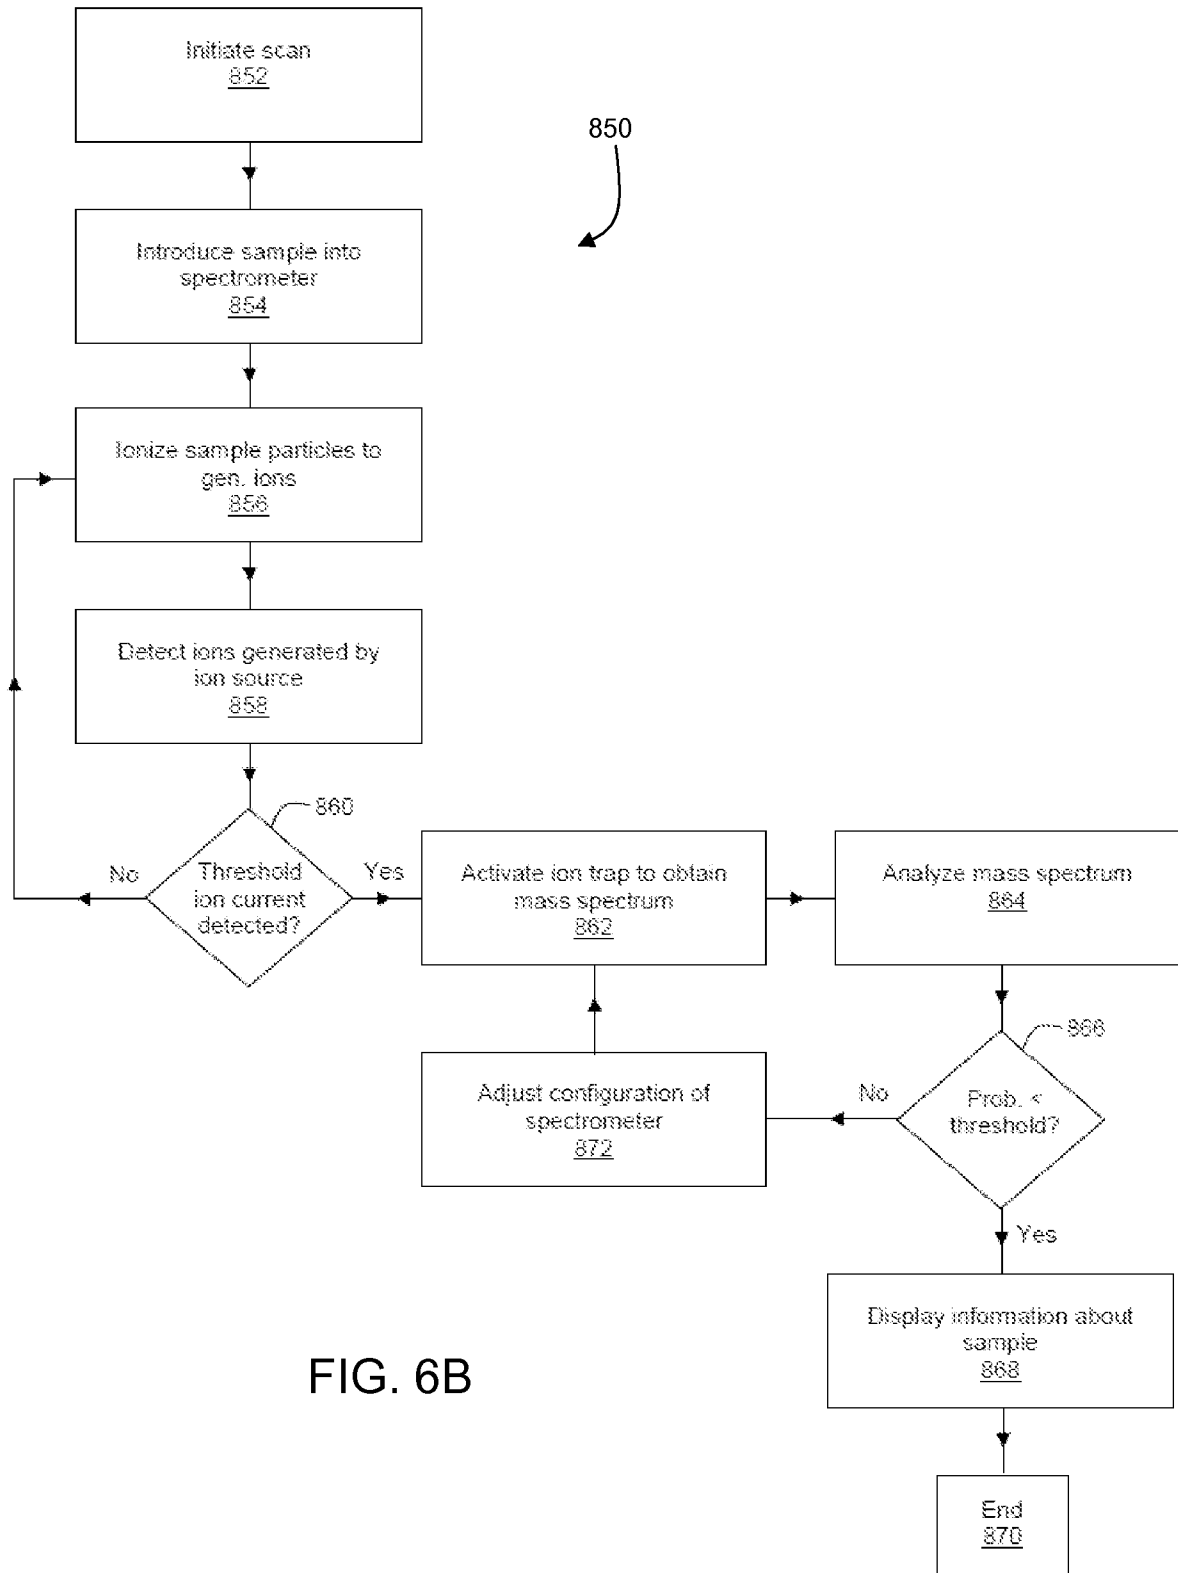 Initiate scan
852
850
Introduce sample into
spectrometer
854
Ionize sample particles to
gen. ions
856
Detect ions generated by
ion source
858
860
No
Threshold
ion current
detected?
Yes
Activate ion trap to obtain
mass spectrum
862
Analyze mass spectrum
864
866
Prob. <
threshold?
No
Adjust configuration of
spectrometer
872
Yes
Display information about
sample
868
End
870
FIG. 6B